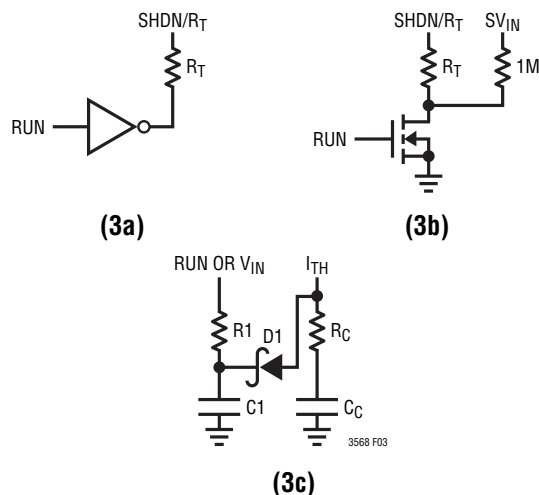 SHDN/RT
RT
RUN
(3a)
SHDN/RT SVIN
RT 1M
RUN
(3b)
RUN OR VIN ITH
R1 D1 RC
C1 CC
3568 F03
(3c)